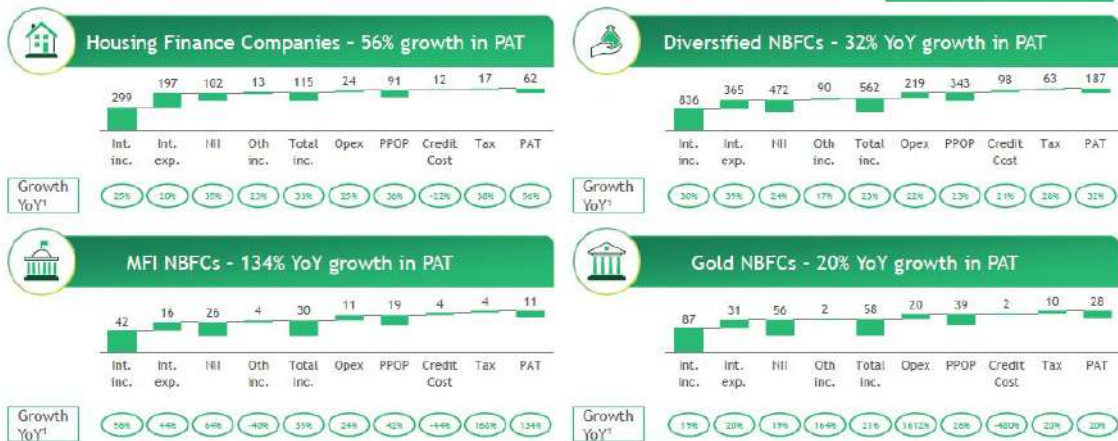 Housing Finance Companies - 56% growth in PAT
299 197 102 13 115 24 91 12 17 62
Int. inc. Int. exp. NII Oth inc. Total inc. Opex PPOP Credit Cost Tax PAT
Growth YoY¹
25% 20% 35% 23% 33% 25% 36% -22% 38% 56%
Diversified NBFCs - 32% YoY growth in PAT
836 365 472 90 562 219 343 98 63 187
Int. inc. Int. exp. NII Oth inc. Total inc. Opex PPOP Credit Cost Tax PAT
Growth YoY¹
30% 39% 24% 17% 23% 22% 23% 28% 32%
MFI NBFCs - 134% YoY growth in PAT
42 16 26 4 30 11 19 4 4 11
Int. inc. Int. exp. NII Oth inc. Total inc. Opex PPOP Credit Cost Tax PAT
Growth YoY¹
56% 44% 64% -40% 24% 42% -44% 168% 134%
Gold NBFCs - 20% YoY growth in PAT
87 31 56 2 58 20 39 2 10 28
Int. inc. Int. exp. NII Oth inc. Total inc. Opex PPOP Credit Cost Tax PAT
Growth YoY¹
19% 20% 19% 164% 21% 26% -480% 20% 20%